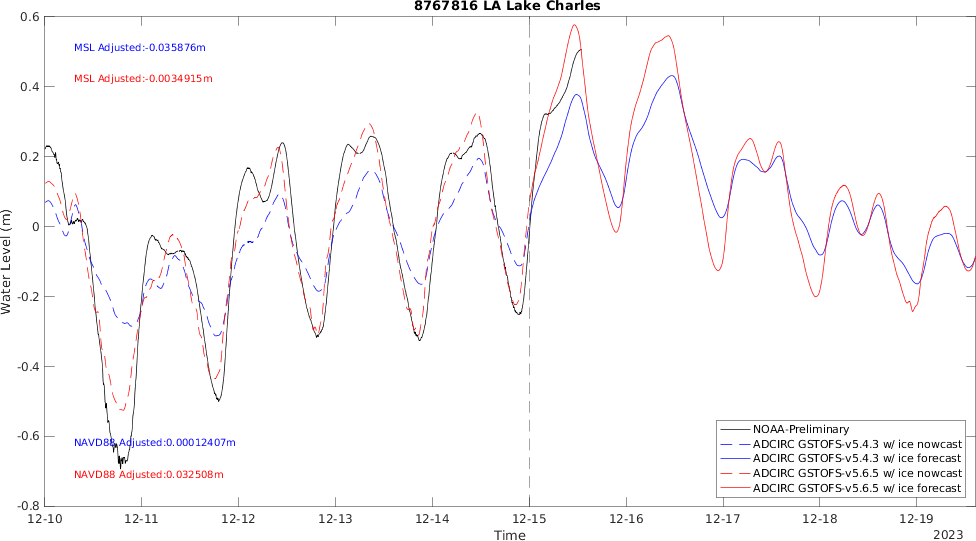 8767816 LA Lake Charles
Water Level (m)
0.6
0.4
0.2
0
-0.2
-0.4
-0.6
-0.8
MSL Adjusted:-0.035876m
MSL Adjusted:-0.0034915m
NAVD88 Adjusted:0.00012407m
NAVD88 Adjusted:0.032508m
NOAA-Preliminary
ADCIRC GSTOFS-v5.4.3 w/ ice nowcast
ADCIRC GSTOFS-v5.4.3 w/ ice forecast
ADCIRC GSTOFS-v5.6.5 w/ ice nowcast
ADCIRC GSTOFS-v5.6.5 w/ ice forecast
12-10 12-11 12-12 12-13 12-14 12-15 12-16 12-17 12-18 12-19
Time
2023